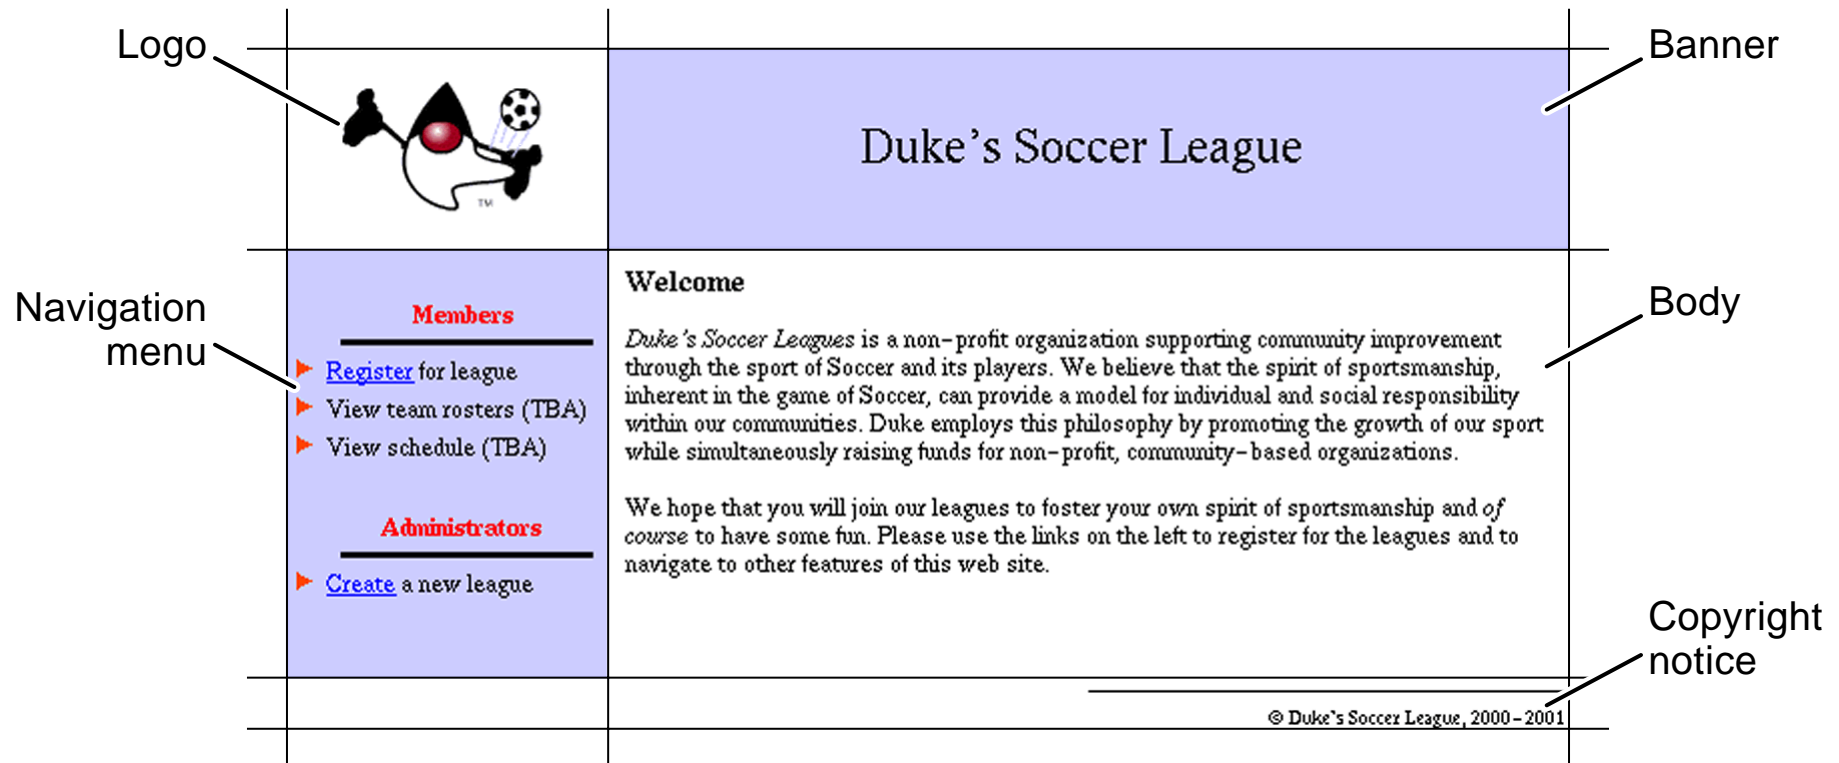 Logo
Banner
Duke's Soccer League
TM
Navigation
menu
Members
Register for league
View team rosters (TBA)
View schedule (TBA)
Administrators
Create a new league
Welcome
Duke's Soccer Leagues is a non-profit organization supporting community improvement
through the sport of Soccer and its players. We believe that the spirit of sportsmanship,
inherent in the game of Soccer, can provide a model for individual and social responsibility
within our communities. Duke employs this philosophy by promoting the growth of our sport
while simultaneously raising funds for non-profit, community-based organizations.
We hope that you will join our leagues to foster your own spirit of sportsmanship and of
course to have some fun. Please use the links on the left to register for the leagues and to
navigate to other features of this web site.
Body
Copyright
notice
© Duke's Soccer League, 2000-2001